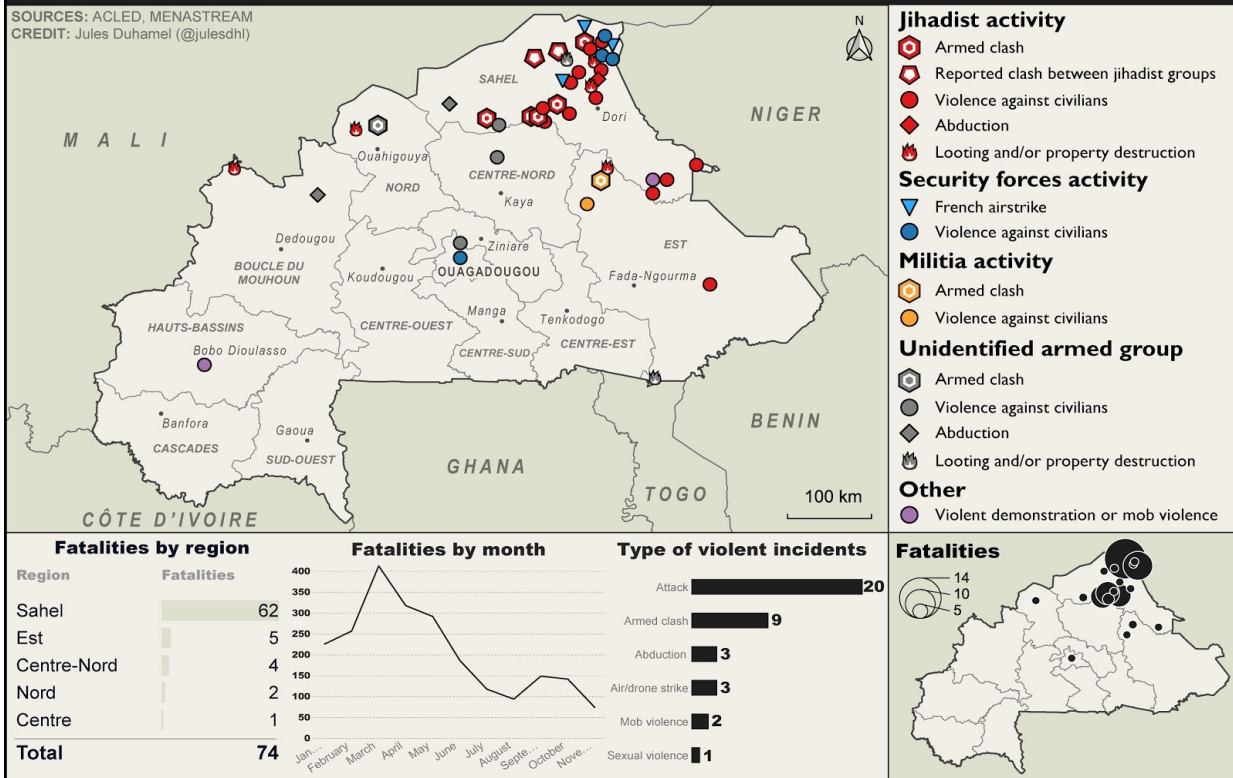 SOURCES: ACLED, MENASTREAM
CREDIT: Jules Duhamel (@julesdhl)
N
MALI
NIGER
SAHEL
Dori
Ouahigouya
NORD
CENTRE-NORD
Kaya
Dedougou
BOUCLE DU
MOUHOUN
Koudougou
Ziniare
OUAGADOUGOU
EST
Fada-Ngourma
HAUTS-BASSINS
Bobo Dioulasso
CENTRE-OUEST
Manga
Tenkodogo
CENTRE-SUD
CENTRE-EST
Banfora
CASCADES
Gaoua
SUD-OUEST
BENIN
GHANA
TOGO
CÔTE D'IVOIRE
100 km
Jihadist activity
Armed clash
Reported clash between jihadist groups
Violence against civilians
Abduction
Looting and/or property destruction
Security forces activity
French airstrike
Violence against civilians
Militia activity
Armed clash
Violence against civilians
Unidentified armed group
Armed clash
Violence against civilians
Abduction
Looting and/or property destruction
Other
Violent demonstration or mob violence
Fatalities by region
Region Fatalities
Sahel 62
Est 5
Centre-Nord 4
Nord 2
Centre 1
Total 74
Fatalities by month
400
350
300
250
200
150
100
50
0
Jan... February March April May June July August Septe... October Nove...
Type of violent incidents
Attack 20
Armed clash 9
Abduction 3
Air/drone strike 3
Mob violence 2
Sexual violence 1
Fatalities
14
10
5